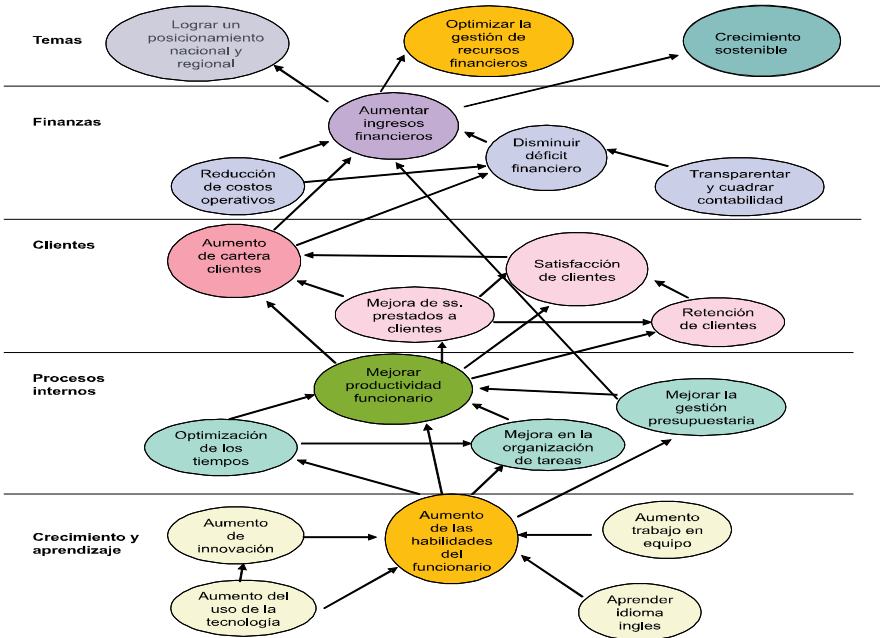 Temas
Lograr un
posicionamiento
nacional y
regional
Optimizar la
gestión de
recursos
financieros
Crecimiento
sostenible
Finanzas
Aumentar
ingresos
financieros
Disminuir
déficit
financiero
Reducción
de costos
operativos
Transparentar
y cuadrar
contabilidad
Clientes
Aumento
de cartera
clientes
Satisfacción
de clientes
Mejora de ss.
prestados a
clientes
Retención
de clientes
Procesos
internos
Mejorar
productividad
funcionario
Mejorar la
gestión
presupuestaria
Optimización
de los
tiempos
Mejora en la
organización
de tareas
Crecimiento y
aprendizaje
Aumento
de
innovación
Aumento
de las
habilidades
del
funcionario
Aumento
trabajo en
equipo
Aumento del
uso de la
tecnología
Aprender
idioma
ingles